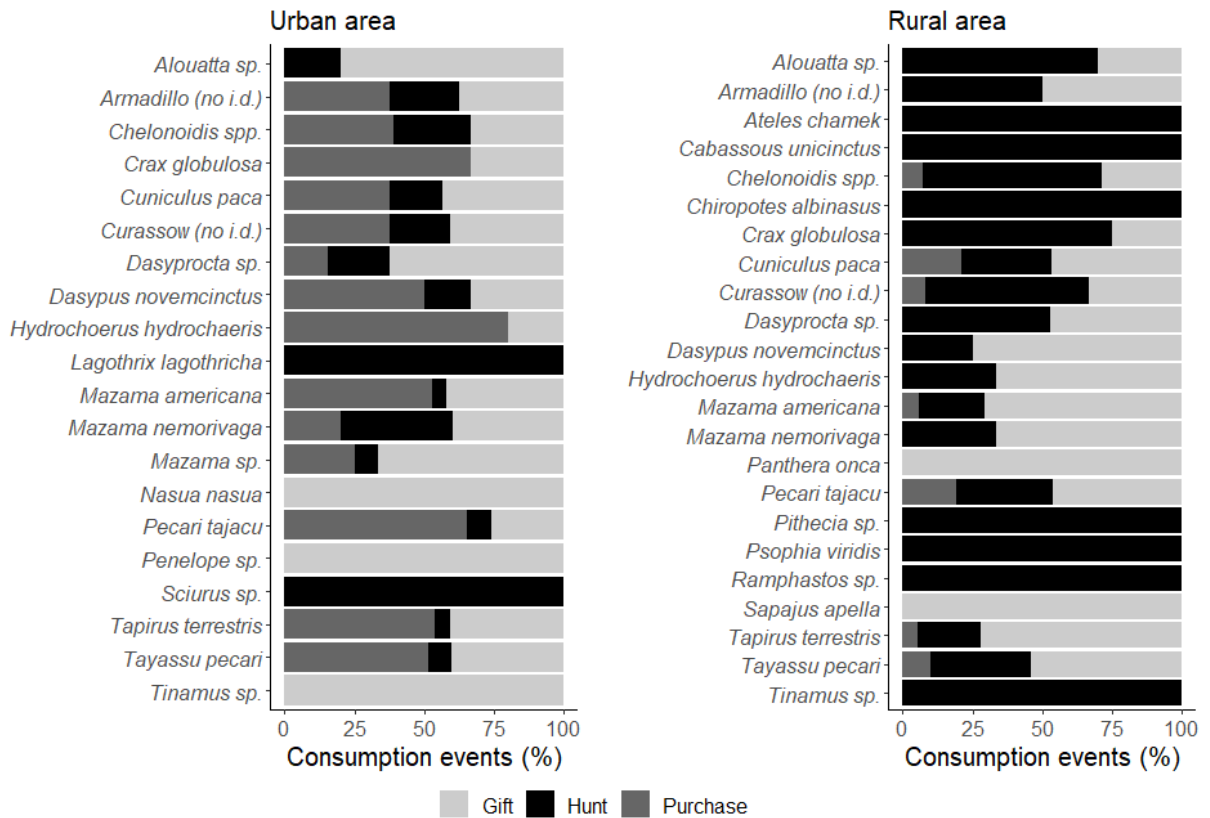 Urban area
Alouatta sp.
Armadillo (no i.d.)
Chelonoidis spp.
Crax globulosa
Cuniculus paca
Curassow (no i.d.)
Dasyprocta sp.
Dasypus novemcinctus
Hydrochoerus hydrochaeris
Lagothrix lagothricha
Mazama americana
Mazama nemorivaga
Mazama sp.
Nasua nasua
Pecari tajacu
Penelope sp.
Sciurus sp.
Tapirus terrestris
Tayassu pecari
Tinamus sp.
0 25 50 75 100
Consumption events (%)
Rural area
Alouatta sp.
Armadillo (no i.d.)
Ateles chamek
Cabassous unicinctus
Chelonoidis spp.
Chiropotes albinasus
Crax globulosa
Cuniculus paca
Curassow (no i.d.)
Dasyprocta sp.
Dasypus novemcinctus
Hydrochoerus hydrochaeris
Mazama americana
Mazama nemorivaga
Panthera onca
Pecari tajacu
Pithecia sp.
Psophia viridis
Ramphastos sp.
Sapajus apella
Tapirus terrestris
Tayassu pecari
Tinamus sp.
0 25 50 75 100
Consumption events (%)
Gift Hunt Purchase